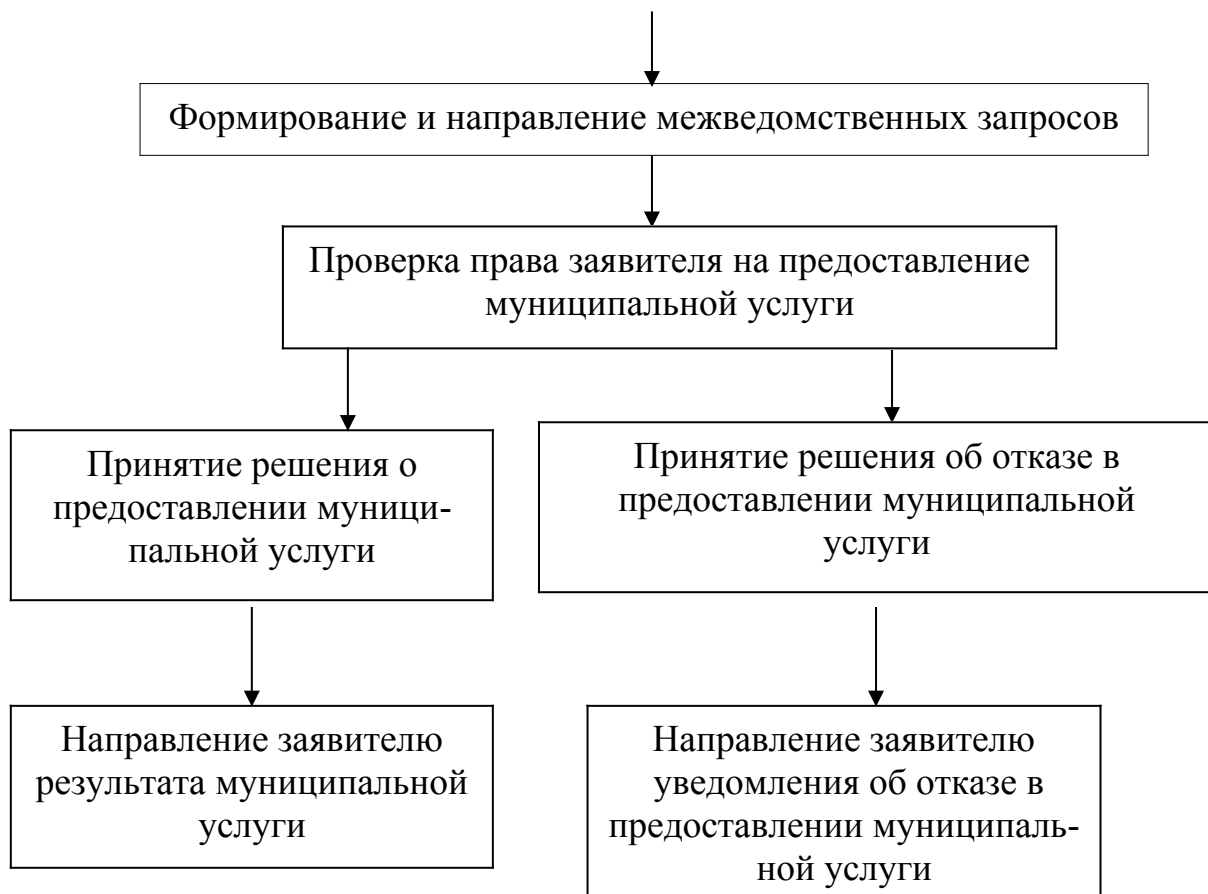 Формирование и направление межведомственных запросов
Проверка права заявителя на предоставление
муниципальной услуги
Принятие решения о
предоставлении муници-
пальной услуги
Принятие решения об отказе в
предоставлении муниципальной
услуги
Направление заявителю
результата муниципальной
услуги
Направление заявителю
уведомления об отказе в
предоставлении муниципаль-
ной услуги